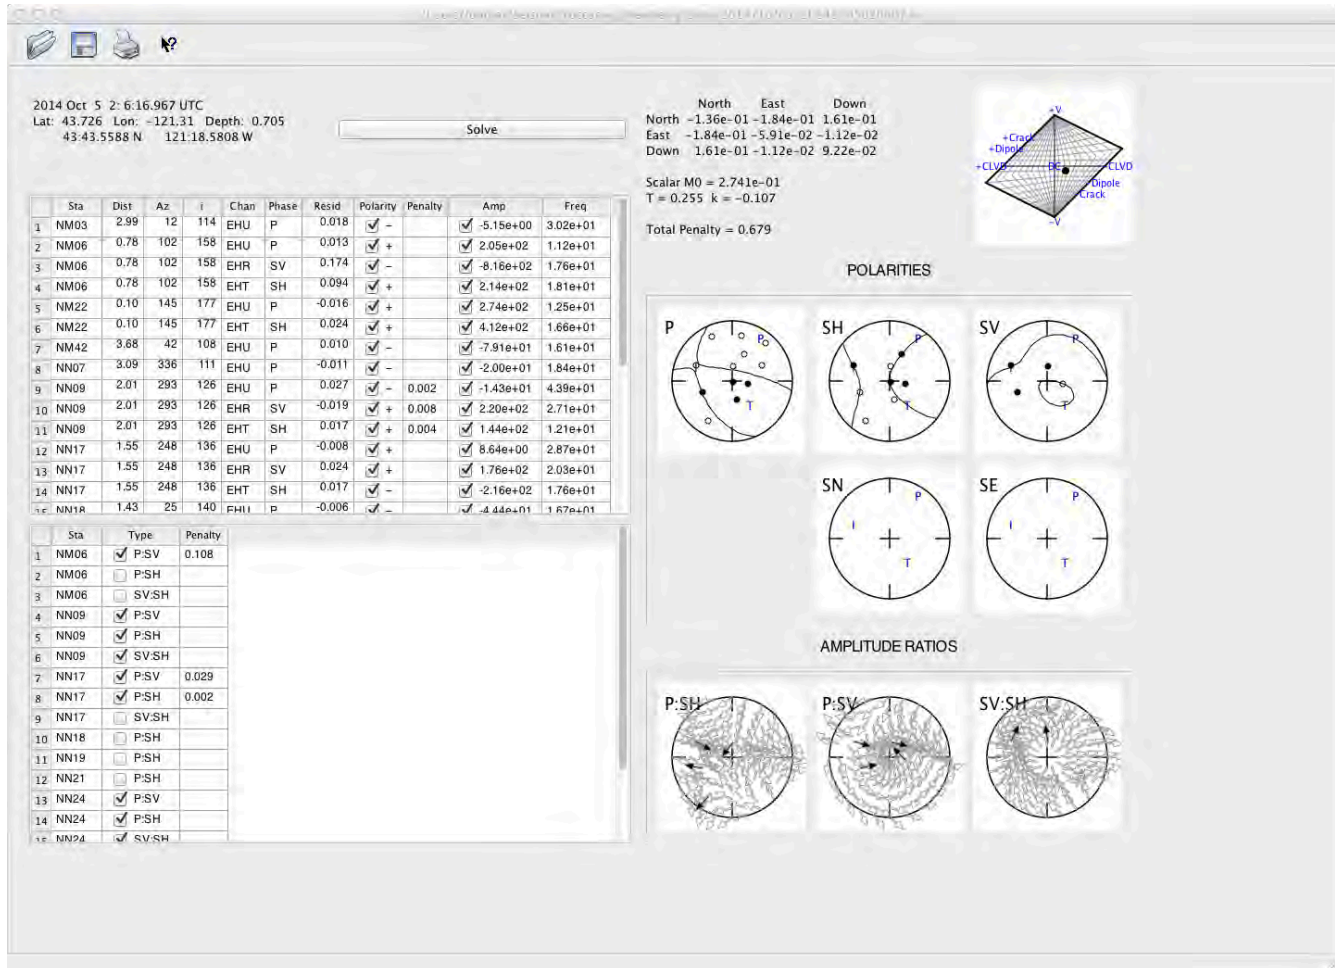 2014 Oct 5 2: 6:16.967 UTC
Lat: 43.726 Lon: -121.31 Depth: 0.705
43:43.5588 N 121:18.5808 W
Solve
Sta Dist Az i Chan Phase Resid Polarity Penalty Amp Freq
1 NM03 2.99 12 114 EHU P 0.018 - -5.15e+00 3.02e+01
2 NM06 0.78 102 158 EHU P 0.013 + 2.05e+02 1.12e+01
3 NM06 0.78 102 158 EHR SV 0.174 - -8.16e+02 1.76e+01
4 NM06 0.78 102 158 EHT SH 0.094 + 2.14e+02 1.81e+01
5 NM22 0.10 145 177 EHU P -0.016 + 2.74e+02 1.25e+01
6 NM22 0.10 145 177 EHT SH 0.024 + 4.12e+02 1.66e+01
7 NM42 3.68 42 108 EHU P 0.010 - -7.91e+01 1.61e+01
8 NN07 3.09 336 111 EHU P -0.011 - -2.00e+01 1.84e+01
9 NN09 2.01 293 126 EHU P 0.027 - 0.002 -1.43e+01 4.39e+01
10 NN09 2.01 293 126 EHR SV -0.019 + 0.008 2.20e+02 2.71e+01
11 NN09 2.01 293 126 EHT SH 0.017 + 0.004 1.44e+02 1.21e+01
12 NN17 1.55 248 136 EHU P -0.008 + 8.64e+00 2.87e+01
13 NN17 1.55 248 136 EHR SV 0.024 + 1.76e+02 2.03e+01
14 NN17 1.55 248 136 EHT SH 0.017 - -2.16e+02 1.76e+01
15 NN18 1.43 25 140 EHU P -0.006 - -4.44e+01 1.67e+01
Sta Type Penalty
1 NM06 P:SV 0.108
2 NM06 P:SH
3 NM06 SV:SH
4 NN09 P:SV
5 NN09 P:SH
6 NN09 SV:SH
7 NN17 P:SV 0.029
8 NN17 P:SH 0.002
9 NN17 SV:SH
10 NN18 P:SH
11 NN19 P:SH
12 NN21 P:SH
13 NN24 P:SV
14 NN24 P:SH
15 NN24 SV:SH
North East Down
North -1.36e-01 -1.84e-01 1.61e-01
East -1.84e-01 -5.91e-02 -1.12e-02
Down 1.61e-01 -1.12e-02 9.22e-02
Scalar M0 = 2.741e-01
T = 0.255 k = -0.107
Total Penalty = 0.679
+V
+Crack
+Dipole
+CLVD DC -CLVD
-Dipole
-Crack
-V
POLARITIES
P P T
SH P T
SV P T
SN P I T
SE P I T
AMPLITUDE RATIOS
P:SH P:SV SV:SH